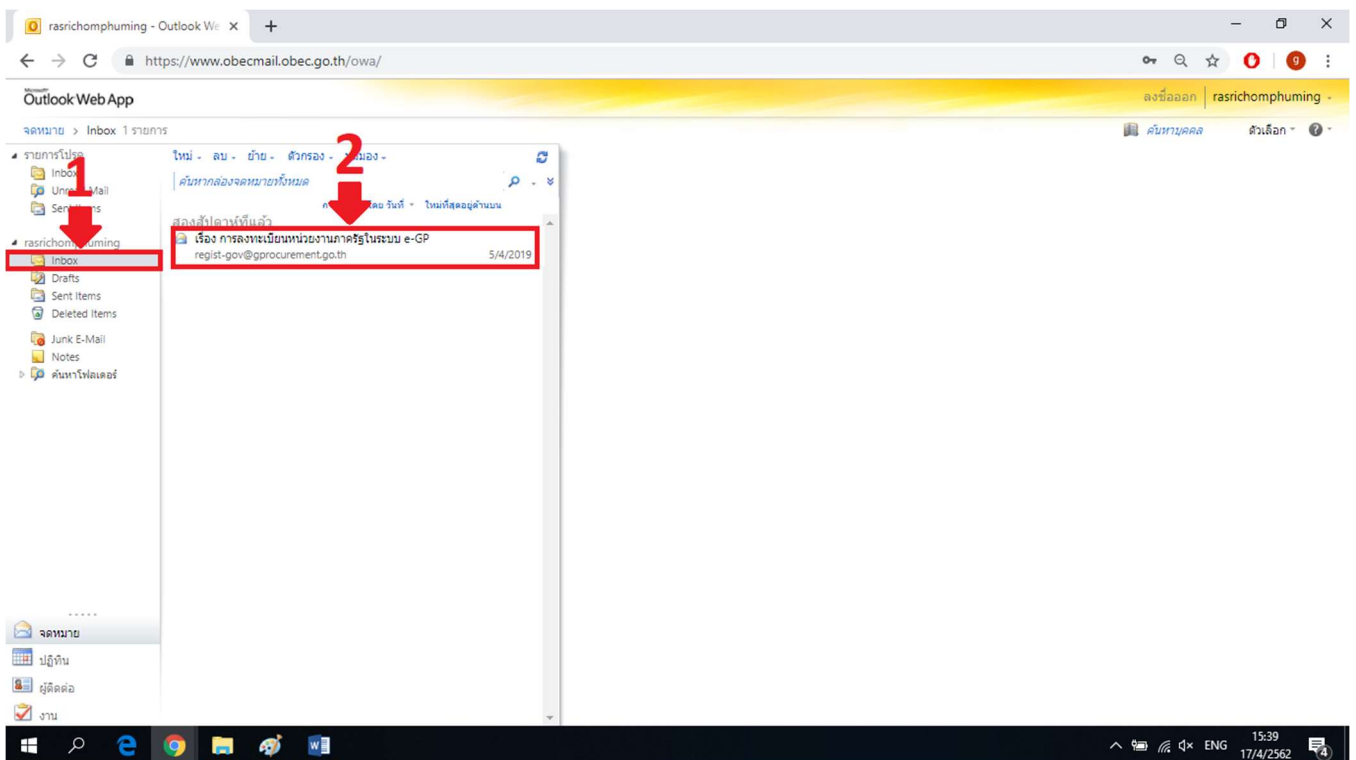 rasrichomphuming - Outlook We
https://www.obecmail.obec.go.th/owa/
Microsoft
Outlook Web App
ลงชื่อออก rasrichomphuming
จดหมาย > Inbox 1 รายการ
ค้นหาบุคคล ตัวเลือก
รายการโปรด
Inbox
Mail
Sent
rasrichomphuming
Inbox
Drafts
Sent Items
Deleted Items
Junk E-Mail
Notes
ค้นหาโฟลเดอร์
1
2
ใหม่ ลบ ย้าย ตัวกรอง
ค้นหากล่องจดหมายทั้งหมด
วันที่ ใหม่ที่สุดอยู่ด้านบน
สองสัปดาห์ที่แล้ว
เรื่อง การลงทะเบียนหน่วยงานภาครัฐในระบบ e-GP
regist-gov@gprocurement.go.th 5/4/2019
จดหมาย
ปฏิทิน
ผู้ติดต่อ
งาน
ENG
15:39
17/4/2562
4